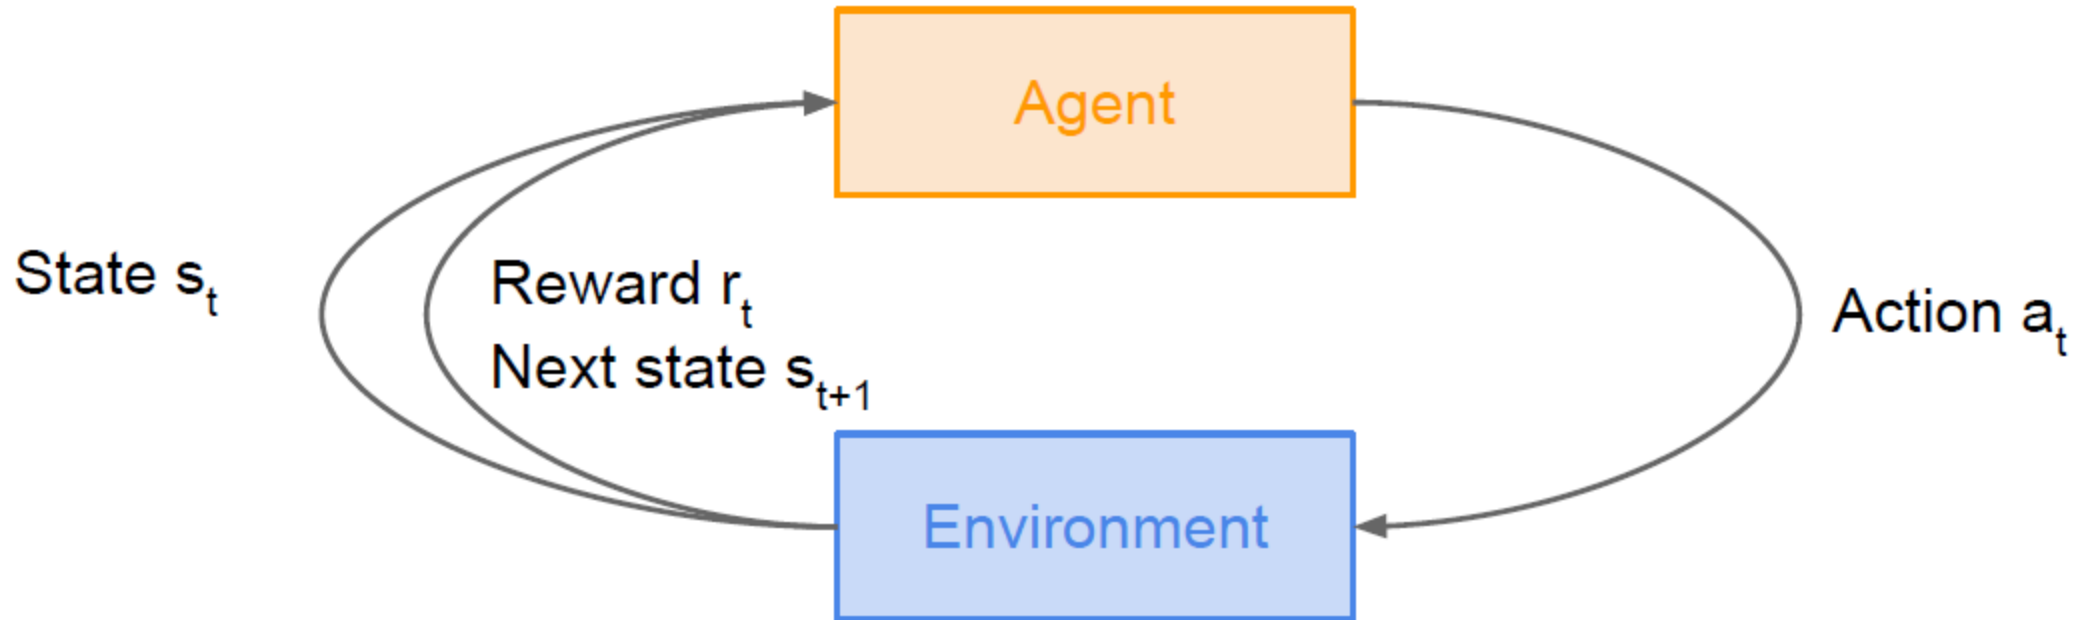 Agent
State sₜ
Reward rₜ
Next state sₜ₊₁
Action aₜ
Environment